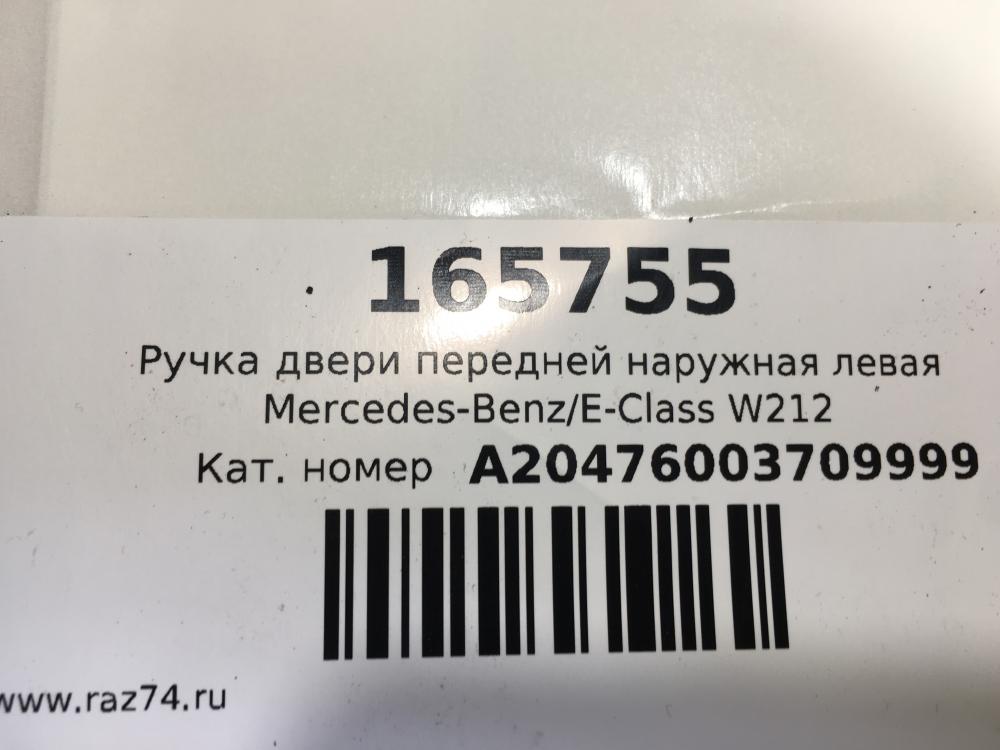 165755
Ручка двери передней наружная левая
Mercedes-Benz/E-Class W212
Кат. номер A20476003709999
www.raz74.ru